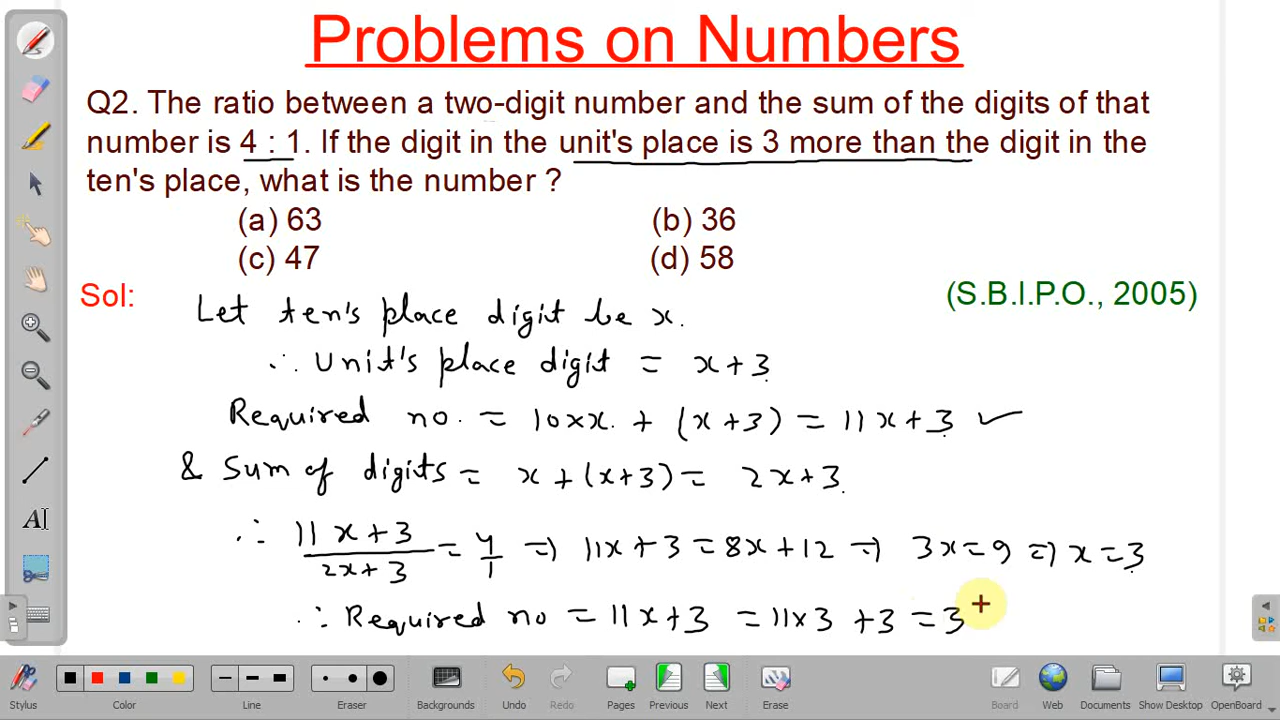 Problems on Numbers
Q2. The ratio between a two-digit number and the sum of the digits of that
number is 4 : 1. If the digit in the unit's place is 3 more than the digit in the
ten's place, what is the number ?
(a) 63 (b) 36
(c) 47 (d) 58
Sol: (S.B.I.P.O., 2005)
Let ten's place digit be x.
∴ Unit's place digit = x+3
Required no. = 10×x + (x+3) = 11x+3 ✓
& Sum of digits = x+(x+3) = 2x+3
∴ (11x+3)/(2x+3) = 4/1 ⇒ 11x+3 = 8x+12 ⇒ 3x=9 ⇒ x=3
∴ Required no = 11x+3 = 11×3 +3 = 3
Stylus Color Line Eraser Backgrounds Undo Redo Pages Previous Next Erase Board Web Documents Show Desktop OpenBoard